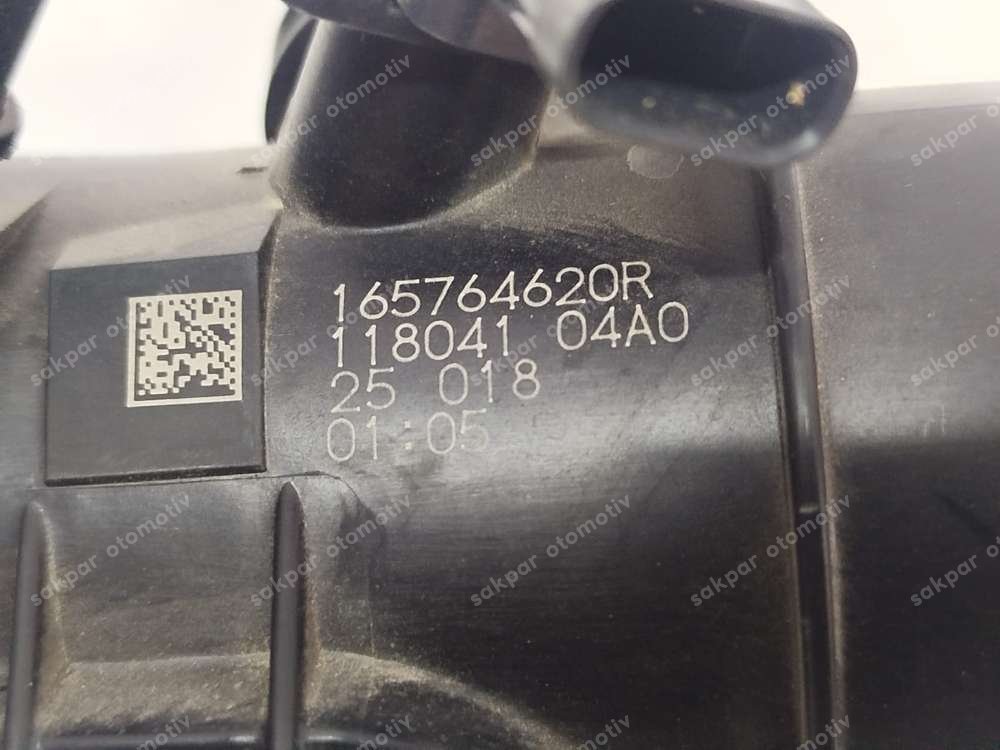 165764620R
118041 04A0
25 018
01:05
sakpar otomotiv